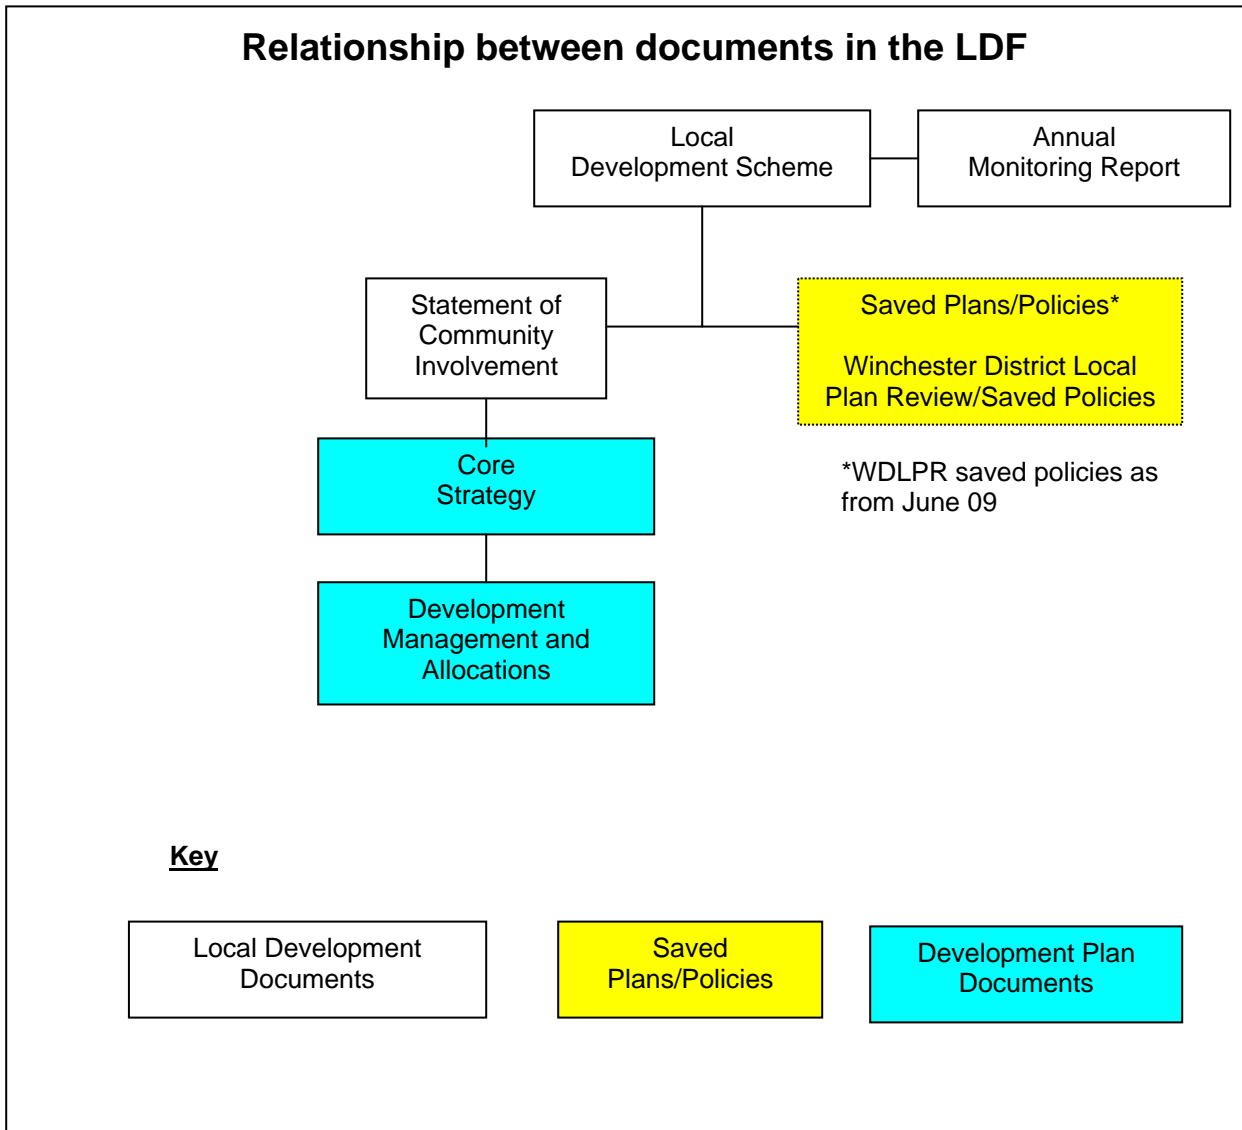 Relationship between documents in the LDF
Local
Development Scheme
Annual
Monitoring Report
Statement of
Community
Involvement
Saved Plans/Policies*
Winchester District Local
Plan Review/Saved Policies
Core
Strategy
*WDLPR saved policies as
from June 09
Development
Management and
Allocations
Key
Local Development
Documents
Saved
Plans/Policies
Development Plan
Documents